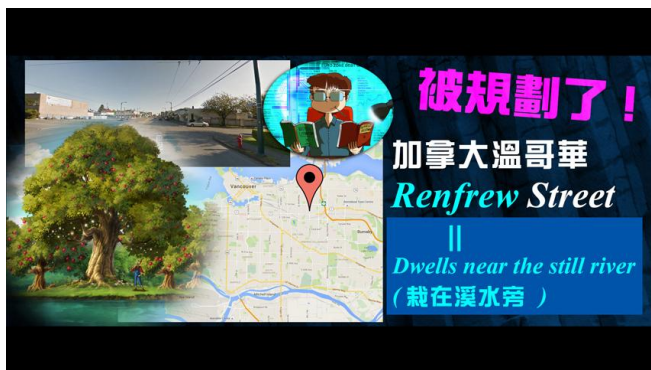 被規劃了！
加拿大溫哥華
Renfrew Street
||
Dwells near the still river
( 栽在溪水旁 )
Vancouver